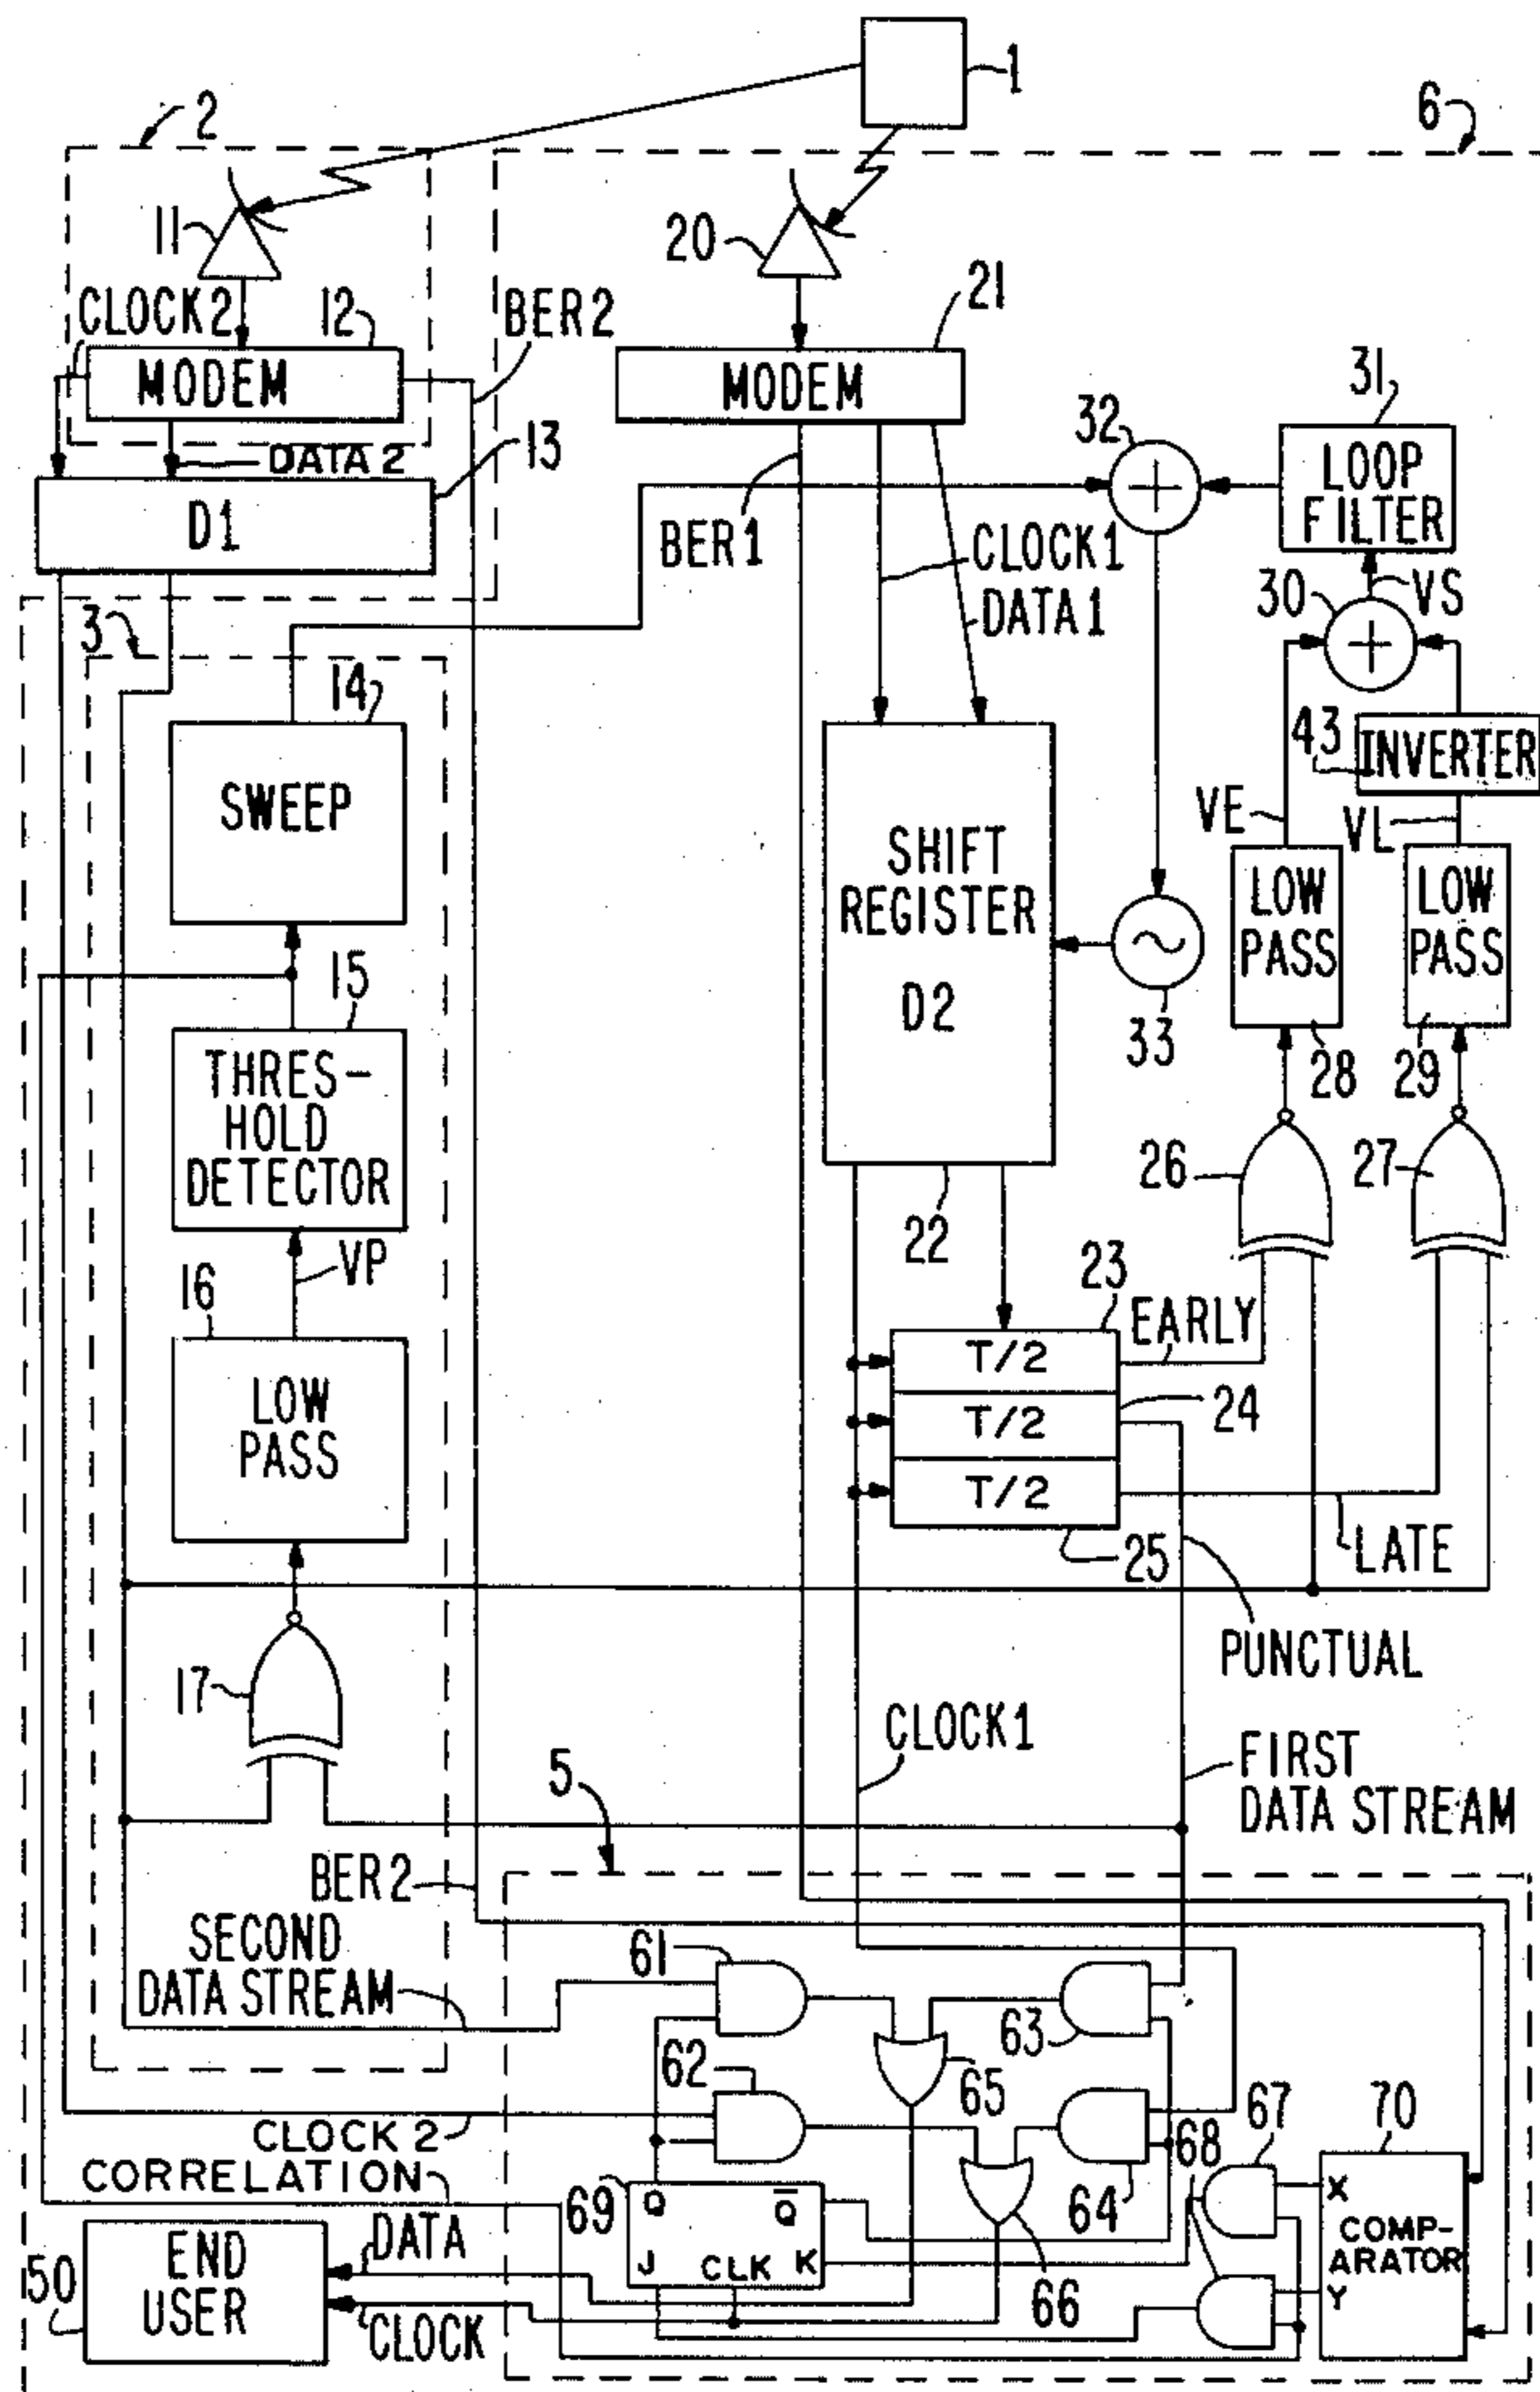 1
2
6
11
20
CLOCK2
12
BER2
21
MODEM
MODEM
31
32
13
DATA 2
LOOP
FILTER
D1
BER1
CLOCK1
DATA1
30
VS
3
14
43
INVERTER
SWEEP
VE
VL
SHIFT
REGISTER
D2
LOW
PASS
LOW
PASS
15
33
28
29
THRES-
HOLD
DETECTOR
26
27
22
VP
23
16
EARLY
T/2
LOW
PASS
T/2
24
T/2
LATE
25
PUNCTUAL
17
CLOCK1
FIRST
DATA STREAM
5
BER2
SECOND
DATA STREAM
61
63
62
65
67
70
CLOCK 2
68
CORRELATION
69
Q
Q̅
64
X
DATA
COMP-
ARATOR
END
USER
J
CLK
K
50
66
Y
CLOCK